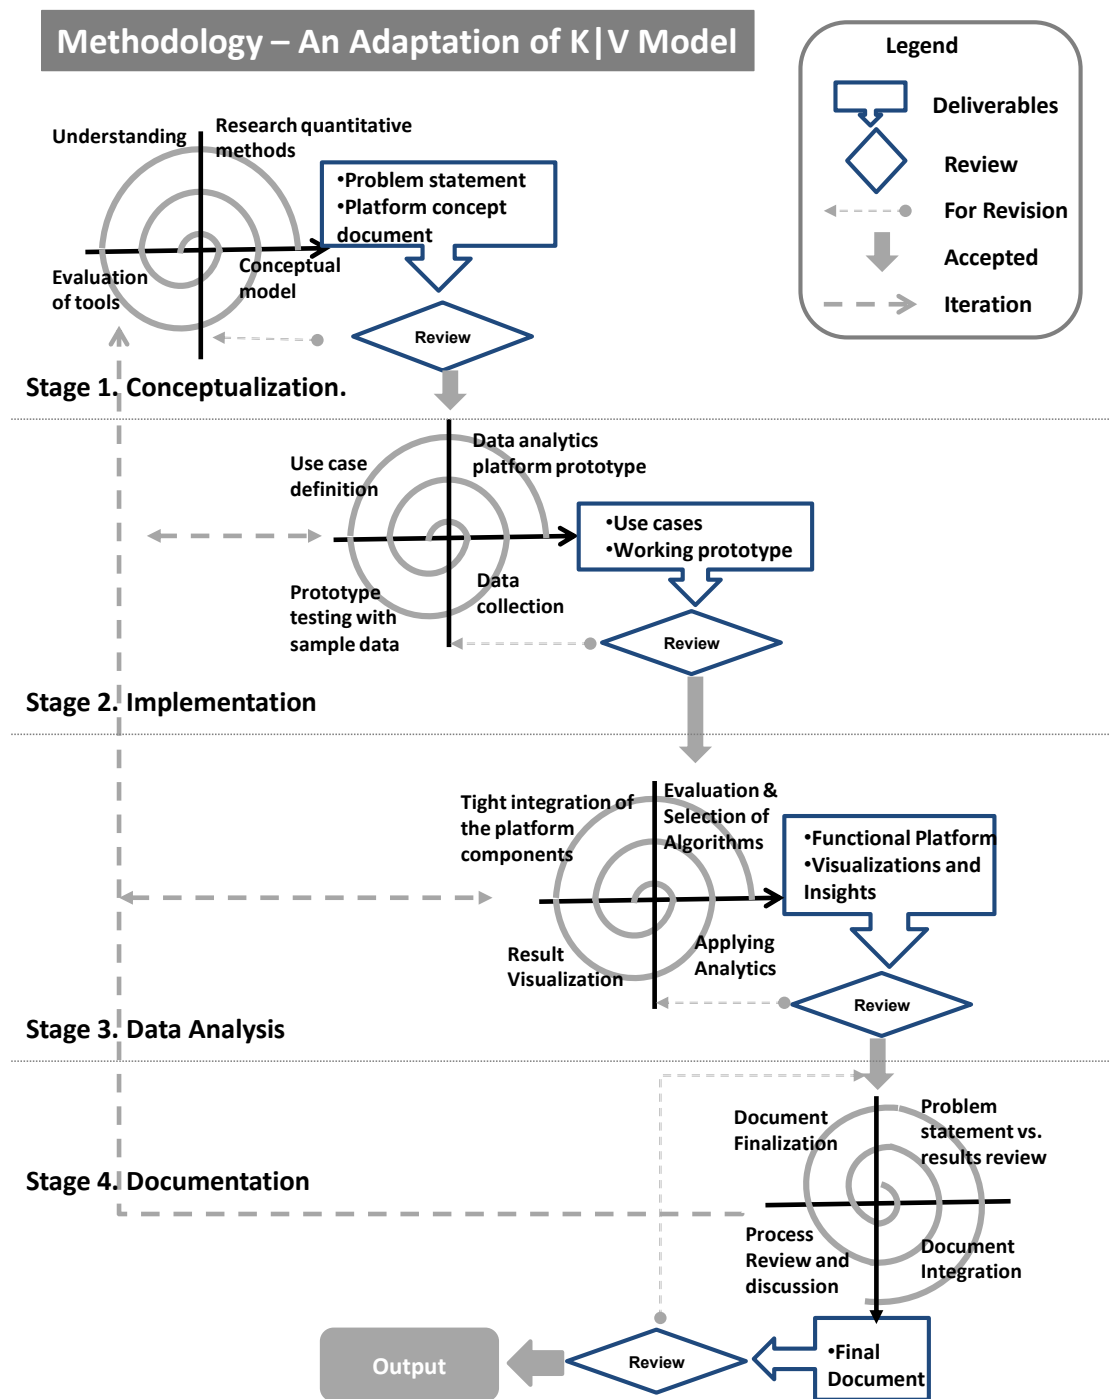 Methodology – An Adaptation of K|V Model
Legend
Deliverables
Review
For Revision
Accepted
Iteration
Understanding
Research quantitative
methods
Evaluation
of tools
Conceptual
model
•Problem statement
•Platform concept
document
Review
Stage 1. Conceptualization.
Use case
definition
Data analytics
platform prototype
Prototype
testing with
sample data
Data
collection
•Use cases
•Working prototype
Review
Stage 2. Implementation
Tight integration of
the platform
components
Evaluation &
Selection of
Algorithms
Result
Visualization
Applying
Analytics
•Functional Platform
•Visualizations and
Insights
Review
Stage 3. Data Analysis
Document
Finalization
Problem
statement vs.
results review
Process
Review and
discussion
Document
Integration
Stage 4. Documentation
•Final
Document
Review
Output